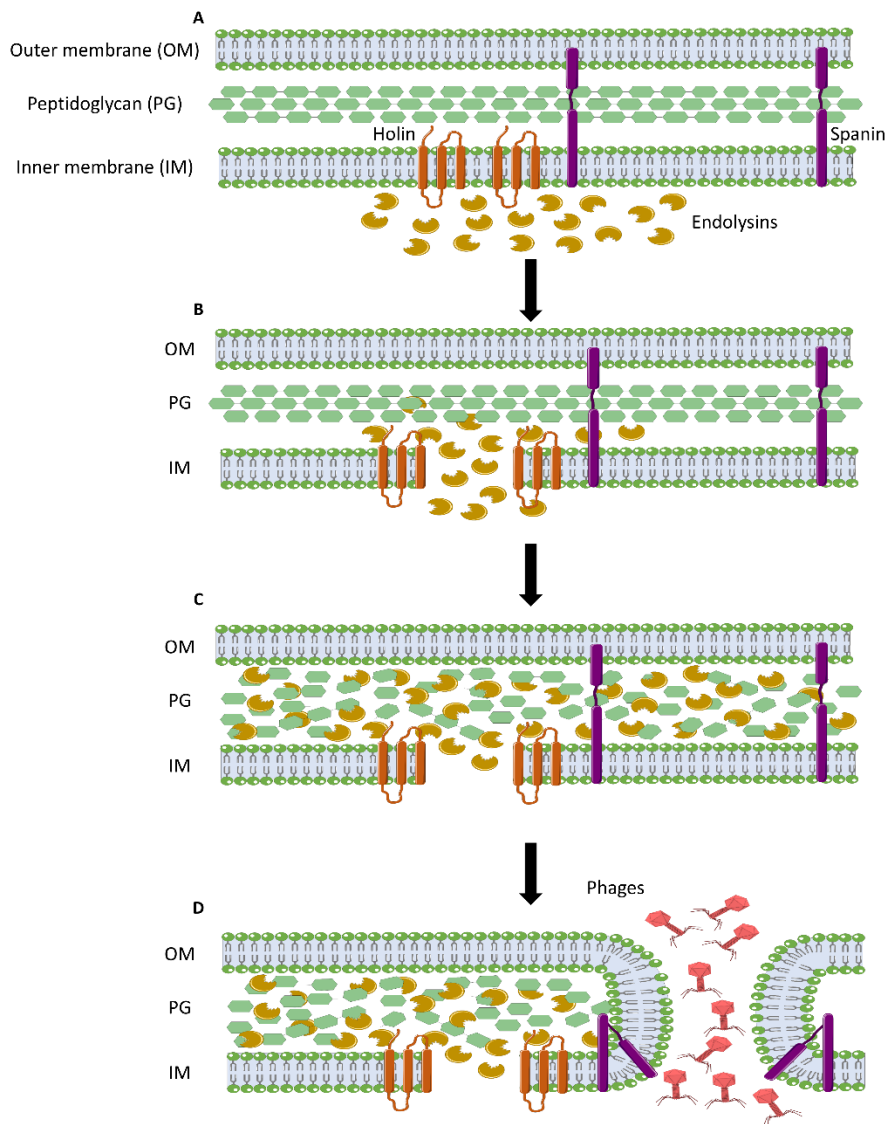 A
Outer membrane (OM)
Peptidoglycan (PG)
Holin
Spanin
Inner membrane (IM)
Endolysins
B
OM
PG
IM
C
OM
PG
IM
Phages
D
OM
PG
IM